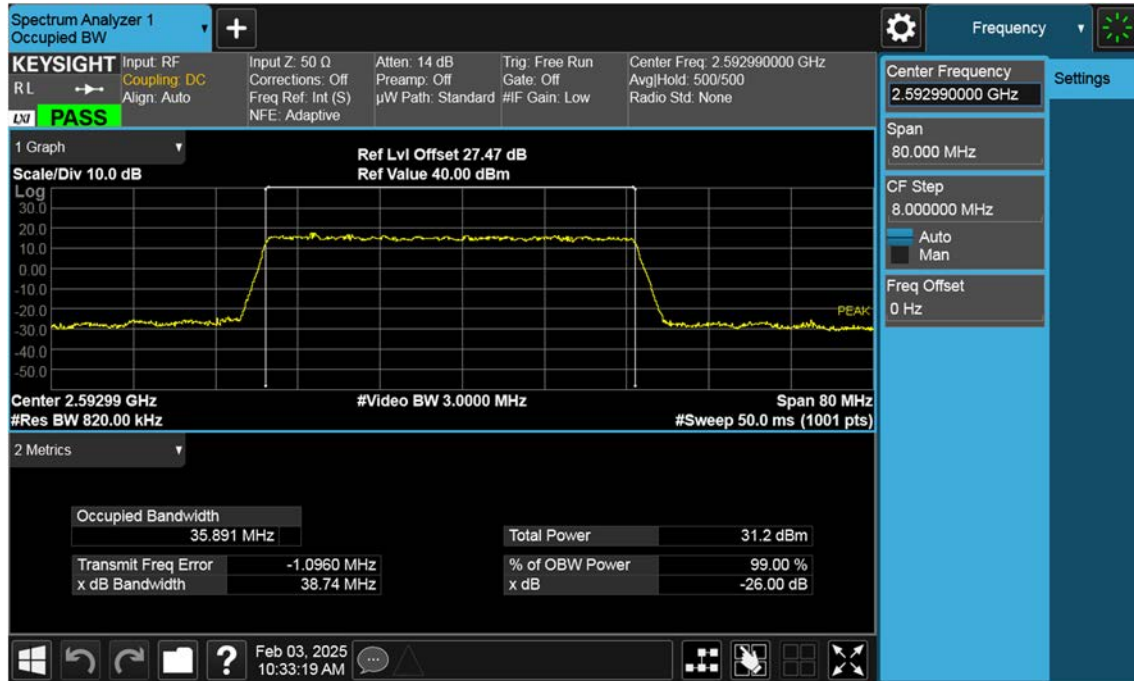 Spectrum Analyzer 1
Occupied BW
Frequency
KEYSIGHT
R L
LXI PASS
Input: RF
Coupling: DC
Align: Auto
Input Z: 50 Ω
Corrections: Off
Freq Ref: Int (S)
NFE: Adaptive
Atten: 14 dB
Preamp: Off
µW Path: Standard
Trig: Free Run
Gate: Off
#IF Gain: Low
Center Freq: 2.592990000 GHz
Avg|Hold: 500/500
Radio Std: None
Center Frequency
2.592990000 GHz
Settings
Span
80.000 MHz
CF Step
8.000000 MHz
Auto
Man
Freq Offset
0 Hz
1 Graph
Scale/Div 10.0 dB
Ref Lvl Offset 27.47 dB
Ref Value 40.00 dBm
Log
30.0
20.0
10.0
0.00
-10.0
-20.0
-30.0
-40.0
-50.0
PEAK
Center 2.59299 GHz
#Video BW 3.0000 MHz
Span 80 MHz
#Res BW 820.00 kHz
#Sweep 50.0 ms (1001 pts)
2 Metrics
Occupied Bandwidth
35.891 MHz
Total Power 31.2 dBm
Transmit Freq Error -1.0960 MHz
% of OBW Power 99.00 %
x dB Bandwidth 38.74 MHz
x dB -26.00 dB
?
Feb 03, 2025
10:33:19 AM